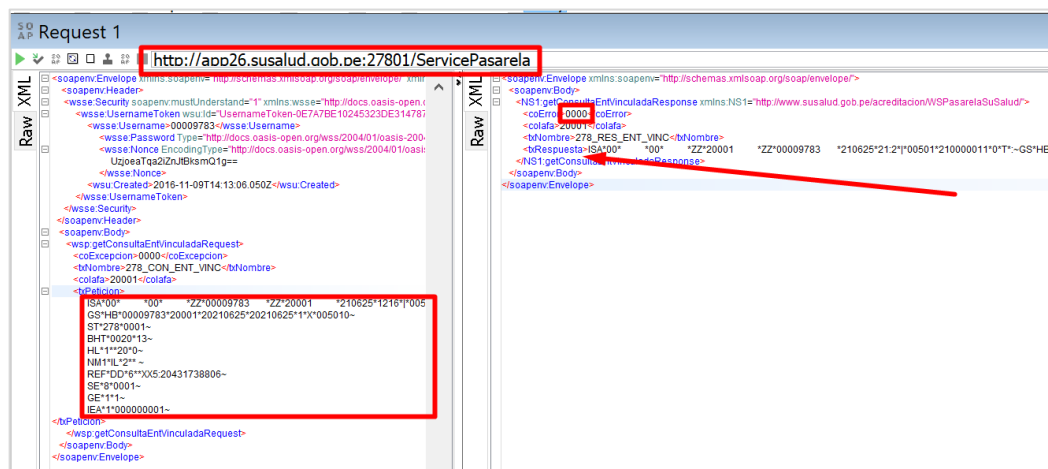 SOAP Request 1
http://app26.susalud.gob.pe:27801/ServicePasarela
XML
Raw
<soapenv:Envelope xmlns:soapenv="http://schemas.xmlsoap.org/soap/envelope/" xmln
<soapenv:Header>
<wsse:Security soapenv:mustUnderstand="1" xmlns:wsse="http://docs.oasis-open.o
<wsse:UsernameToken wsu:Id="UsernameToken-0E7A7BE10245323DE314787
<wsse:Username>00009783</wsse:Username>
<wsse:Password Type="http://docs.oasis-open.org/wss/2004/01/oasis-200
<wsse:Nonce EncodingType="http://docs.oasis-open.org/wss/2004/01/oasis
UzjoeaTqa2iZnJtBksmQ1g==
</wsse:Nonce>
<wsu:Created>2016-11-09T14:13:06.050Z</wsu:Created>
</wsse:UsernameToken>
</wsse:Security>
</soapenv:Header>
<soapenv:Body>
<wsp:getConsultaEntVinculadaRequest>
<coExcepcion>0000</coExcepcion>
<txNombre>278_CON_ENT_VINC</txNombre>
<coIafa>20001</coIafa>
<txPeticion>
ISA*00* *00* *ZZ*00009783 *ZZ*20001 *210625*1216*|*005
GS*HB*00009783*20001*20210625*20210625*1*X*005010~
ST*278*0001~
BHT*0020*13~
HL*1**20*0~
NM1*IL*2** ~
REF*DD*6**XX5:20431738806~
SE*8*0001~
GE*1*1~
IEA*1*000000001~
</txPeticion>
</wsp:getConsultaEntVinculadaRequest>
</soapenv:Body>
</soapenv:Envelope>
XML
Raw
<soapenv:Envelope xmlns:soapenv="http://schemas.xmlsoap.org/soap/envelope/">
<soapenv:Body>
<NS1:getConsultaEntVinculadaResponse xmlns:NS1="http://www.susalud.gob.pe/acreditacion/WSPasarelaSuSalud/">
<coError>0000</coError>
<coIafa>20001</coIafa>
<txNombre>278_RES_ENT_VINC</txNombre>
<txRespuesta>ISA*00* *00* *ZZ*20001 *ZZ*00009783 *210625*21:2*|*00501*210000011*0*T*:~GS*HE
</NS1:getConsultaEntVinculadaResponse>
</soapenv:Body>
</soapenv:Envelope>